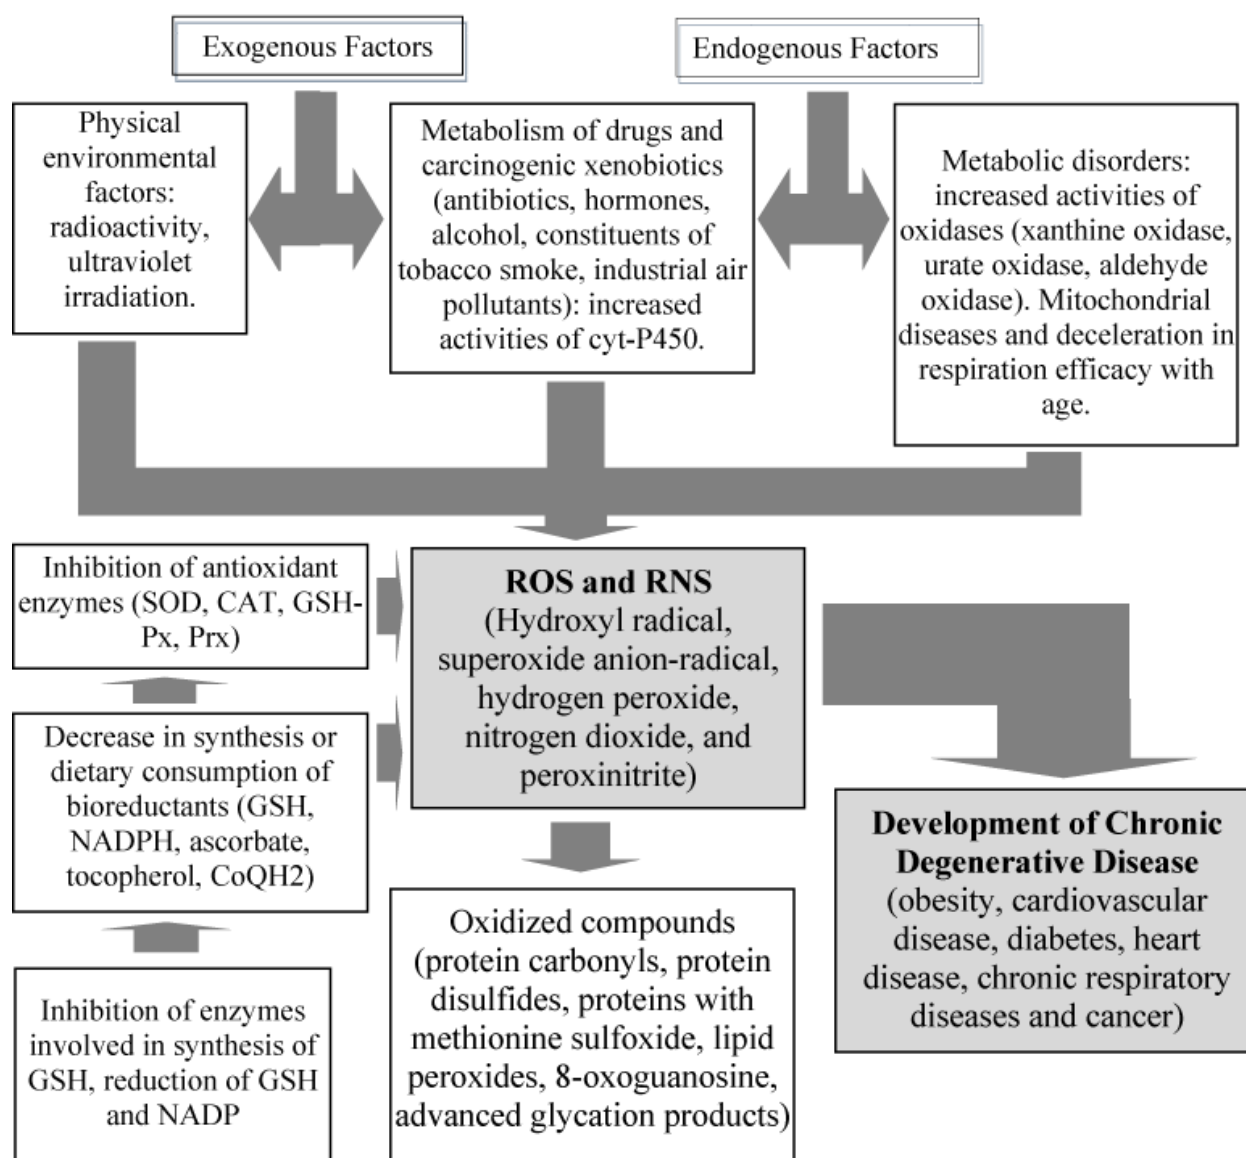 Exogenous Factors
Endogenous Factors
Physical
environmental
factors:
radioactivity,
ultraviolet
irradiation.
Metabolism of drugs and
carcinogenic xenobiotics
(antibiotics, hormones,
alcohol, constituents of
tobacco smoke, industrial air
pollutants): increased
activities of cyt-P450.
Metabolic disorders:
increased activities of
oxidases (xanthine oxidase,
urate oxidase, aldehyde
oxidase). Mitochondrial
diseases and deceleration in
respiration efficacy with
age.
Inhibition of antioxidant
enzymes (SOD, CAT, GSH-
Px, Prx)
ROS and RNS
(Hydroxyl radical,
superoxide anion-radical,
hydrogen peroxide,
nitrogen dioxide, and
peroxinitrite)
Decrease in synthesis or
dietary consumption of
bioreductants (GSH,
NADPH, ascorbate,
tocopherol, CoQH2)
Development of Chronic
Degenerative Disease
(obesity, cardiovascular
disease, diabetes, heart
disease, chronic respiratory
diseases and cancer)
Oxidized compounds
(protein carbonyls, protein
disulfides, proteins with
methionine sulfoxide, lipid
peroxides, 8-oxoguanosine,
advanced glycation products)
Inhibition of enzymes
involved in synthesis of
GSH, reduction of GSH
and NADP